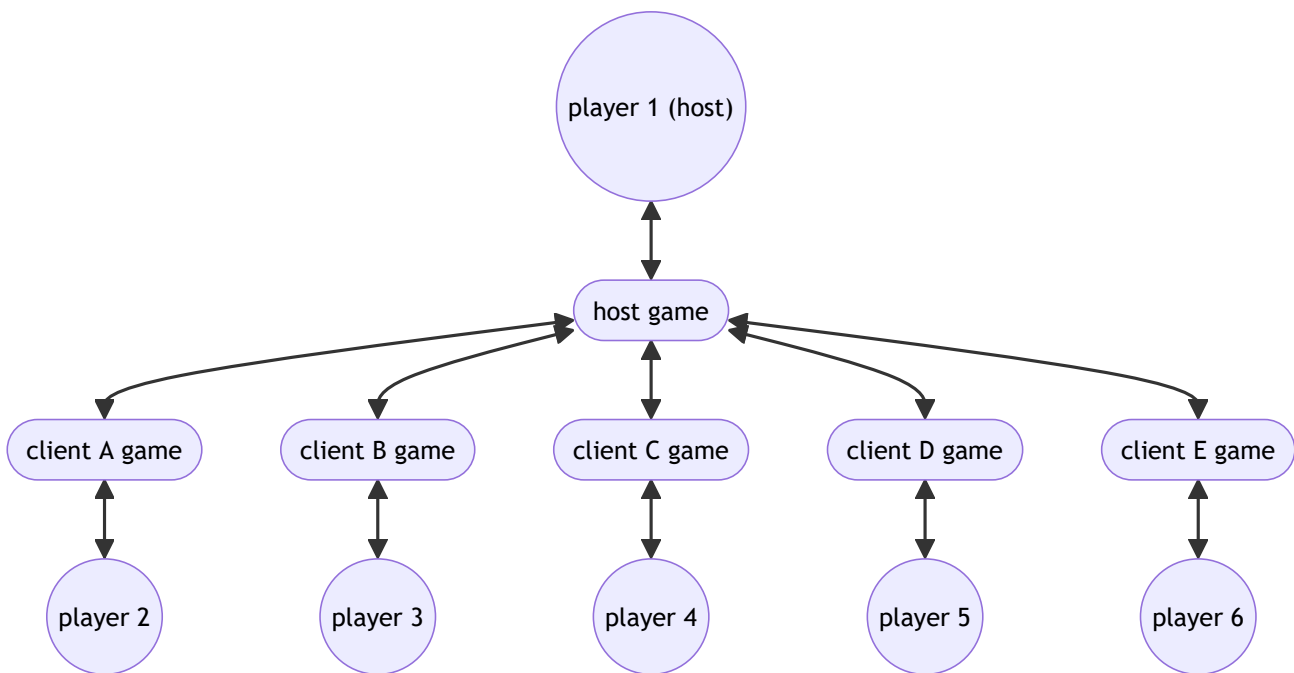 player 1 (host)
host game
client A game
client B game
client C game
client D game
client E game
player 2
player 3
player 4
player 5
player 6